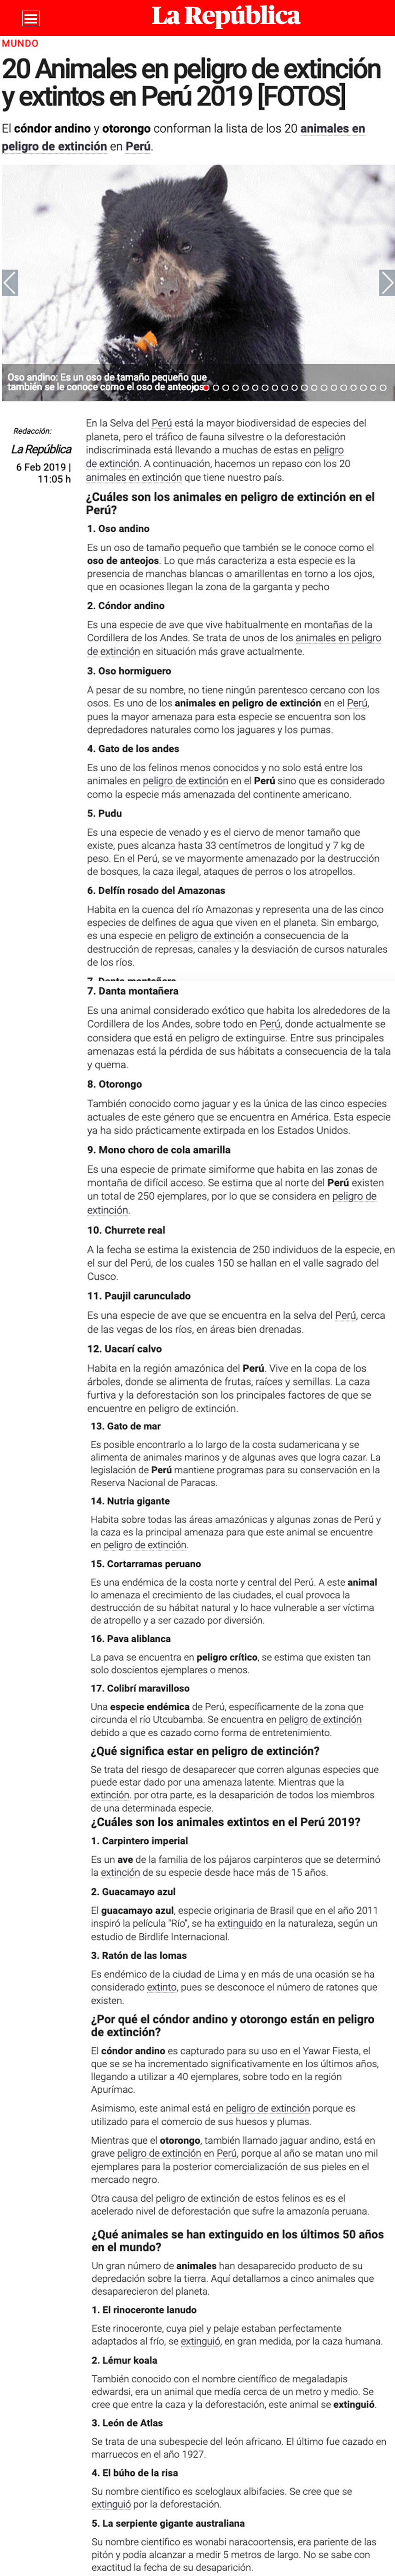 La República
MUNDO
20 Animales en peligro de extinción
y extintos en Perú 2019 [FOTOS]
El cóndor andino y otorongo conforman la lista de los 20 animales en
peligro de extinción en Perú.
Oso andino: Es un oso de tamaño pequeño que
también se le conoce como el oso de anteojos
Redacción:
La República
6 Feb 2019 |
11:05 h
En la Selva del Perú está la mayor biodiversidad de especies del
planeta, pero el tráfico de fauna silvestre o la deforestación
indiscriminada está llevando a muchas de estas en peligro
de extinción. A continuación, hacemos un repaso con los 20
animales en extinción que tiene nuestro país.
¿Cuáles son los animales en peligro de extinción en el
Perú?
1. Oso andino
Es un oso de tamaño pequeño que también se le conoce como el
oso de anteojos. Lo que más caracteriza a esta especie es la
presencia de manchas blancas o amarillentas en torno a los ojos,
que en ocasiones llegan la zona de la garganta y pecho
2. Cóndor andino
Es una especie de ave que vive habitualmente en montañas de la
Cordillera de los Andes. Se trata de unos de los animales en peligro
de extinción en situación más grave actualmente.
3. Oso hormiguero
A pesar de su nombre, no tiene ningún parentesco cercano con los
osos. Es uno de los animales en peligro de extinción en el Perú,
pues la mayor amenaza para esta especie se encuentra son los
depredadores naturales como los jaguares y los pumas.
4. Gato de los andes
Es uno de los felinos menos conocidos y no solo está entre los
animales en peligro de extinción en el Perú sino que es considerado
como la especie más amenazada del continente americano.
5. Pudu
Es una especie de venado y es el ciervo de menor tamaño que
existe, pues alcanza hasta 33 centímetros de longitud y 7 kg de
peso. En el Perú, se ve mayormente amenazado por la destrucción
de bosques, la caza ilegal, ataques de perros o los atropellos.
6. Delfín rosado del Amazonas
Habita en la cuenca del río Amazonas y representa una de las cinco
especies de delfines de agua que viven en el planeta. Sin embargo,
es una especie en peligro de extinción a consecuencia de la
destrucción de represas, canales y la desviación de cursos naturales
de los ríos.
7. Danta montañera
7. Danta montañera
Es una animal considerado exótico que habita los alrededores de la
Cordillera de los Andes, sobre todo en Perú, donde actualmente se
considera que está en peligro de extinguirse. Entre sus principales
amenazas está la pérdida de sus hábitats a consecuencia de la tala
y quema.
8. Otorongo
También conocido como jaguar y es la única de las cinco especies
actuales de este género que se encuentra en América. Esta especie
ya ha sido prácticamente extirpada en los Estados Unidos.
9. Mono choro de cola amarilla
Es una especie de primate simiforme que habita en las zonas de
montaña de difícil acceso. Se estima que al norte del Perú existen
un total de 250 ejemplares, por lo que se considera en peligro de
extinción.
10. Churrete real
A la fecha se estima la existencia de 250 individuos de la especie, en
el sur del Perú, de los cuales 150 se hallan en el valle sagrado del
Cusco.
11. Paujil carunculado
Es una especie de ave que se encuentra en la selva del Perú, cerca
de las vegas de los ríos, en áreas bien drenadas.
12. Uacarí calvo
Habita en la región amazónica del Perú. Vive en la copa de los
árboles, donde se alimenta de frutas, raíces y semillas. La caza
furtiva y la deforestación son los principales factores de que se
encuentre en peligro de extinción.
13. Gato de mar
Es posible encontrarlo a lo largo de la costa sudamericana y se
alimenta de animales marinos y de algunas aves que logra cazar. La
legislación de Perú mantiene programas para su conservación en la
Reserva Nacional de Paracas.
14. Nutria gigante
Habita sobre todas las áreas amazónicas y algunas zonas de Perú y
la caza es la principal amenaza para que este animal se encuentre
en peligro de extinción.
15. Cortarramas peruano
Es una endémica de la costa norte y central del Perú. A este animal
lo amenaza el crecimiento de las ciudades, el cual provoca la
destrucción de su hábitat natural y lo hace vulnerable a ser víctima
de atropello y a ser cazado por diversión.
16. Pava aliblanca
La pava se encuentra en peligro crítico, se estima que existen tan
solo doscientos ejemplares o menos.
17. Colibrí maravilloso
Una especie endémica de Perú, específicamente de la zona que
circunda el río Utcubamba. Se encuentra en peligro de extinción
debido a que es cazado como forma de entretenimiento.
¿Qué significa estar en peligro de extinción?
Se trata del riesgo de desaparecer que corren algunas especies que
puede estar dado por una amenaza latente. Mientras que la
extinción. por otra parte, es la desaparición de todos los miembros
de una determinada especie.
¿Cuáles son los animales extintos en el Perú 2019?
1. Carpintero imperial
Es un ave de la familia de los pájaros carpinteros que se determinó
la extinción de su especie desde hace más de 15 años.
2. Guacamayo azul
El guacamayo azul, especie originaria de Brasil que en el año 2011
inspiró la película "Río", se ha extinguido en la naturaleza, según un
estudio de Birdlife Internacional.
3. Ratón de las lomas
Es endémico de la ciudad de Lima y en más de una ocasión se ha
considerado extinto, pues se desconoce el número de ratones que
existen.
¿Por qué el cóndor andino y otorongo están en peligro
de extinción?
El cóndor andino es capturado para su uso en el Yawar Fiesta, el
que se se ha incrementado significativamente en los últimos años,
llegando a utilizar a 40 ejemplares, sobre todo en la región
Apurímac.
Asimismo, este animal está en peligro de extinción porque es
utilizado para el comercio de sus huesos y plumas.
Mientras que el otorongo, también llamado jaguar andino, está en
grave peligro de extinción en Perú, porque al año se matan uno mil
ejemplares para la posterior comercialización de sus pieles en el
mercado negro.
Otra causa del peligro de extinción de estos felinos es es el
acelerado nivel de deforestación que sufre la amazonía peruana.
¿Qué animales se han extinguido en los últimos 50 años
en el mundo?
Un gran número de animales han desaparecido producto de su
depredación sobre la tierra. Aquí detallamos a cinco animales que
desaparecieron del planeta.
1. El rinoceronte lanudo
Este rinoceronte, cuya piel y pelaje estaban perfectamente
adaptados al frío, se extinguió, en gran medida, por la caza humana.
2. Lémur koala
También conocido con el nombre científico de megaladapis
edwardsi, era un animal que medía cerca de un metro y medio. Se
cree que entre la caza y la deforestación, este animal se extinguió.
3. León de Atlas
Se trata de una subespecie del león africano. El último fue cazado en
marruecos en el año 1927.
4. El búho de la risa
Su nombre científico es sceloglaux albifacies. Se cree que se
extinguió por la deforestación.
5. La serpiente gigante australiana
Su nombre científico es wonabi naracoortensis, era pariente de las
pitón y podía alcanzar a medir 5 metros de largo. No se sabe con
exactitud la fecha de su desaparición.